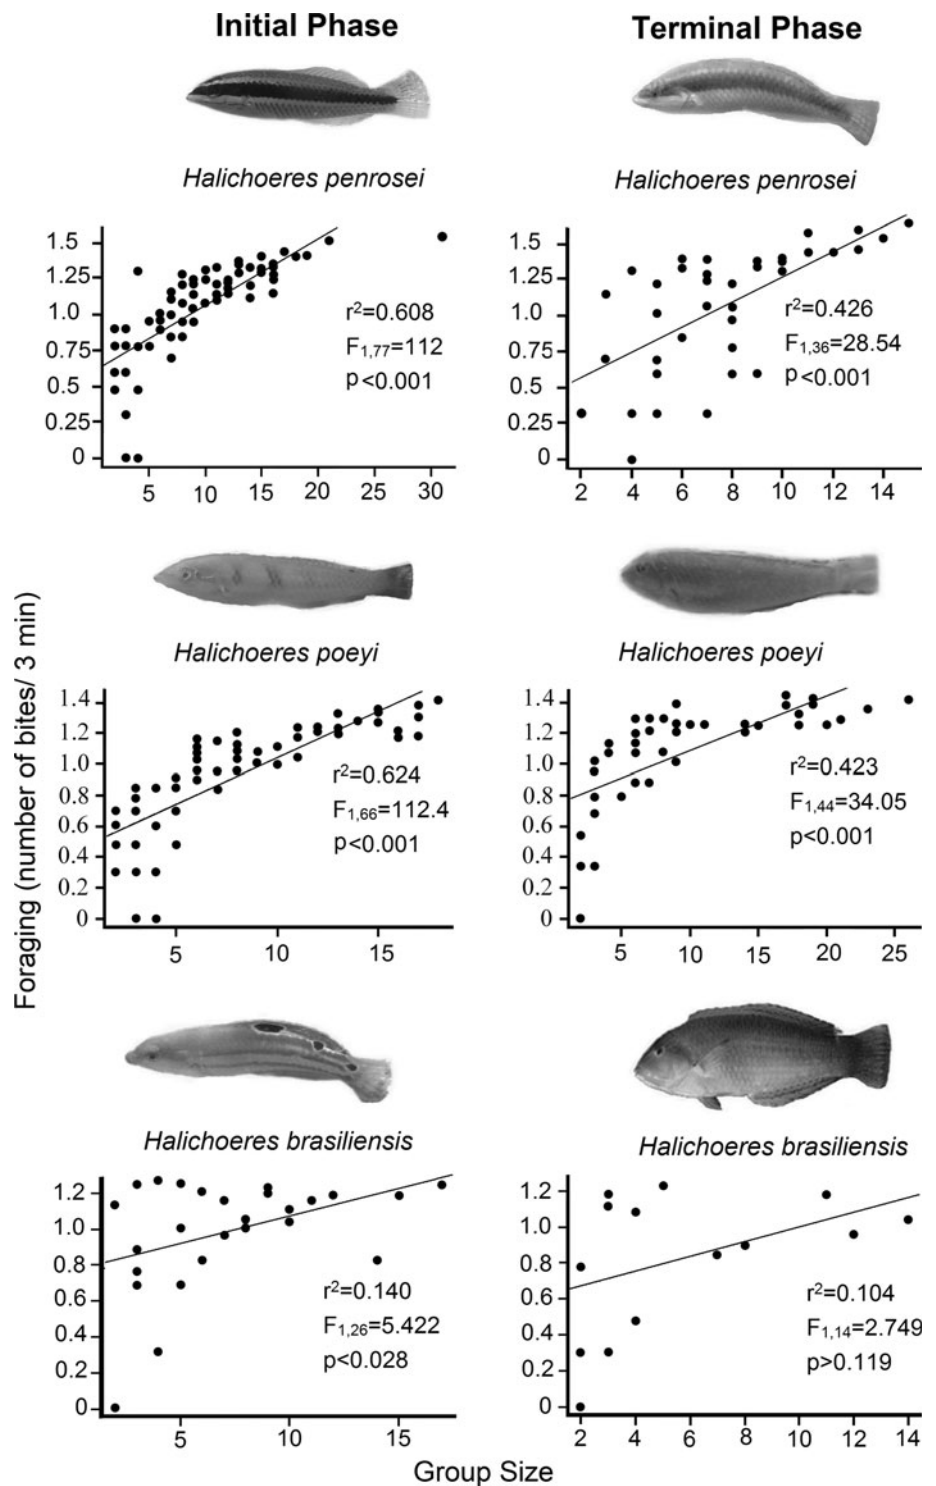 Initial Phase
Terminal Phase
Halichoeres penrosei
Halichoeres penrosei
1.5
1.25
1.0
0.75
0.5
0.25
0
r²=0.608
F1,77=112
p<0.001
5 10 15 20 25 30
1.5
1.25
1.0
0.75
0.5
0.25
0
r²=0.426
F1,36=28.54
p<0.001
2 4 6 8 10 12 14
Foraging (number of bites/ 3 min)
Halichoeres poeyi
Halichoeres poeyi
1.4
1.2
1.0
0.8
0.6
0.4
0.2
0
r²=0.624
F1,66=112.4
p<0.001
5 10 15
1.4
1.2
1.0
0.8
0.6
0.4
0.2
0
r²=0.423
F1,44=34.05
p<0.001
5 10 15 20 25
Halichoeres brasiliensis
Halichoeres brasiliensis
1.2
1.0
0.8
0.6
0.4
0.2
0
r²=0.140
F1,26=5.422
p<0.028
5 10 15
1.2
1.0
0.8
0.6
0.4
0.2
0
r²=0.104
F1,14=2.749
p>0.119
2 4 6 8 10 12 14
Group Size